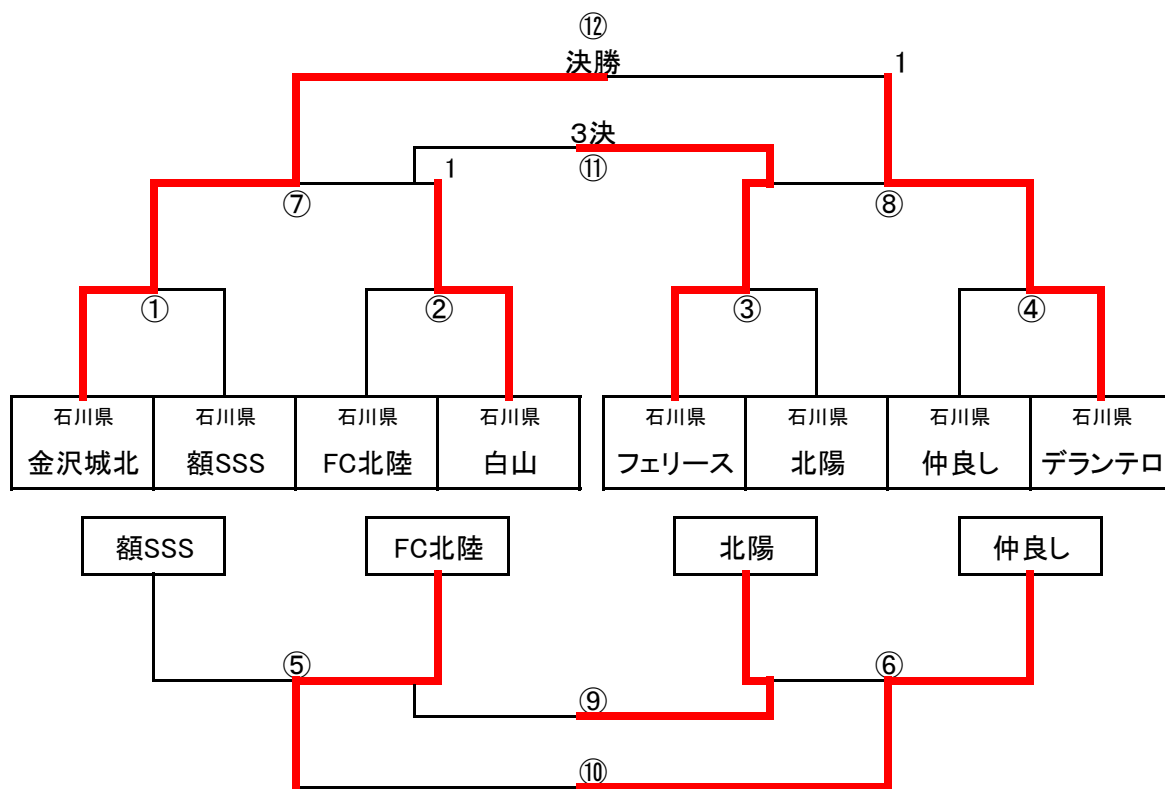 ⑫
決勝 1
3決
⑪ 1
⑦ ⑧
① ② ③ ④
石川県 石川県 石川県 石川県 石川県 石川県 石川県 石川県
金沢城北 額SSS FC北陸 白山 フェリース 北陽 仲良し デランテロ
額SSS FC北陸 北陽 仲良し
⑤ ⑥
⑨
⑩